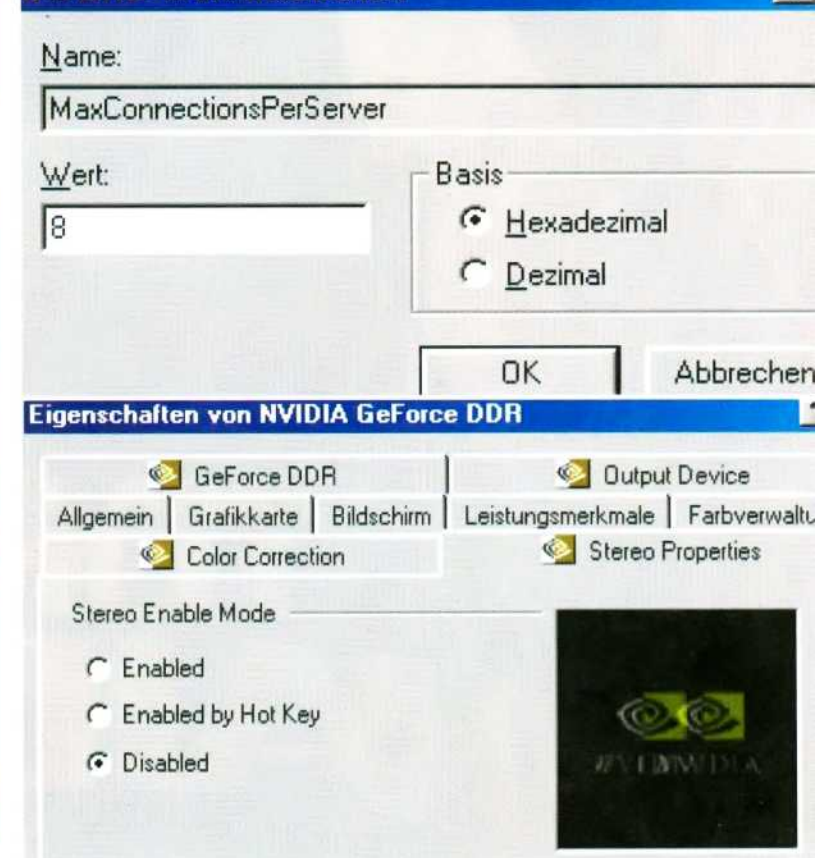 Name:
MaxConnectionsPerServer
Wert:
8
Basis
Hexadezimal
Dezimal
OK
Abbrechen
Eigenschaften von NVIDIA GeForce DDR
GeForce DDR
Output Device
Allgemein
Grafikkarte
Bildschirm
Leistungsmerkmale
Farbverwaltu
Color Correction
Stereo Properties
Stereo Enable Mode
Enabled
Enabled by Hot Key
Disabled